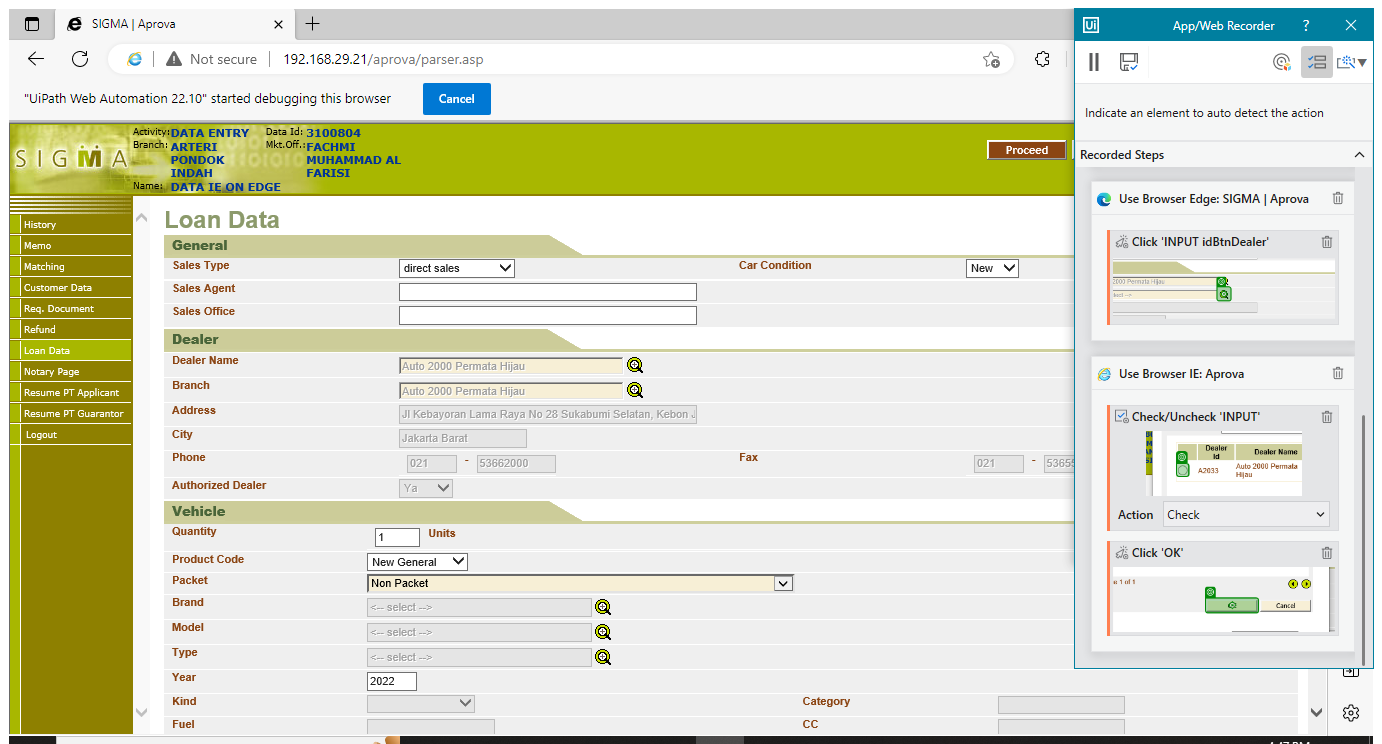 SIGMA | Aprova
Not secure
192.168.29.21/aprova/parser.asp
"UiPath Web Automation 22.10" started debugging this browser
Cancel
SIGMA
Activity: DATA ENTRY Data Id: 3100804
Branch: ARTERI PONDOK INDAH Mkt.Off.: FACHMI MUHAMMAD AL FARISI
Name: DATA IE ON EDGE
Proceed
History
Memo
Matching
Customer Data
Req. Document
Refund
Loan Data
Notary Page
Resume PT Applicant
Resume PT Guarantor
Logout
Loan Data
General
Sales Type direct sales Car Condition New
Sales Agent
Sales Office
Dealer
Dealer Name Auto 2000 Permata Hijau
Branch Auto 2000 Permata Hijau
Address Jl Kebayoran Lama Raya No 28 Sukabumi Selatan, Kebon J
City Jakarta Barat
Phone 021 - 53662000 Fax 021 - 5365
Authorized Dealer Ya
Vehicle
Quantity 1 Units
Product Code New General
Packet Non Packet
Brand <-- select -->
Model <-- select -->
Type <-- select -->
Year 2022
Kind Category
Fuel CC
Ui App/Web Recorder ?
Indicate an element to auto detect the action
Recorded Steps
Use Browser Edge: SIGMA | Aprova
Click 'INPUT idBtnDealer'
2000 Permata Hijau
lect -->
Use Browser IE: Aprova
Check/Uncheck 'INPUT'
Dealer Id Dealer Name
A2033 Auto 2000 Permata Hijau
Action Check
Click 'OK'
1 of 1
Cancel